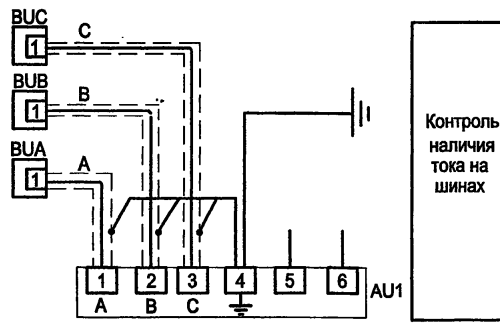 BUC
1
C
BUB
1
B
BUA
1
A
Контроль
наличия
тока на
шинах
1 2 3 4 5 6
A B C
AU1